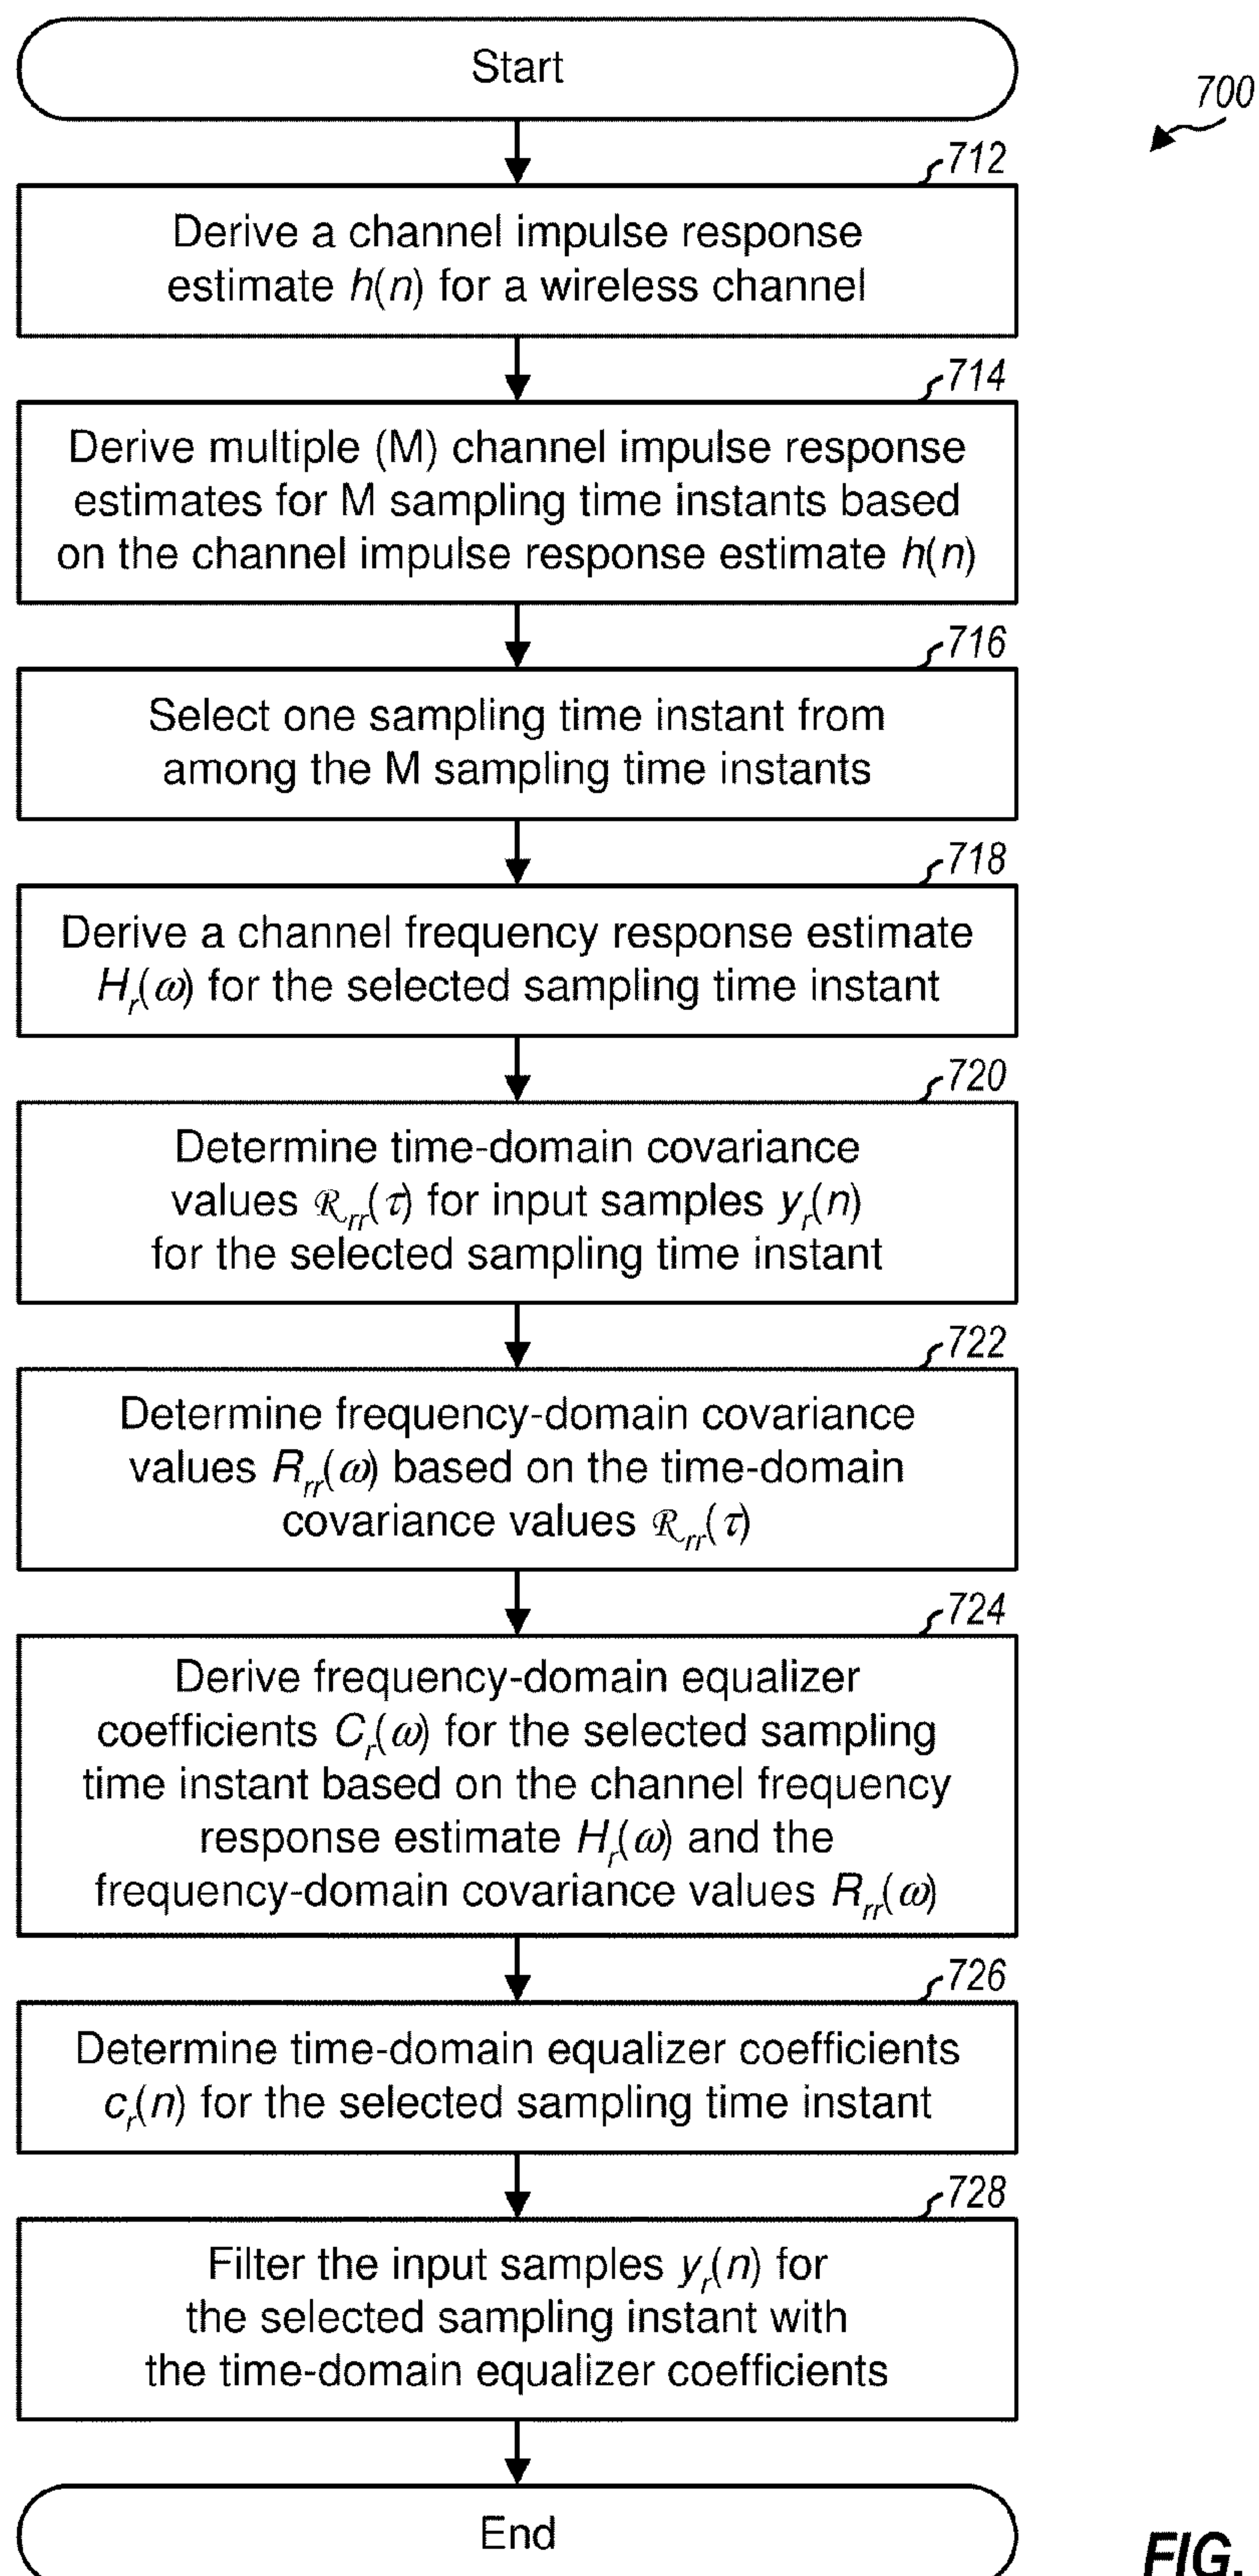 Start
700
712
Derive a channel impulse response
estimate h(n) for a wireless channel
714
Derive multiple (M) channel impulse response
estimates for M sampling time instants based
on the channel impulse response estimate h(n)
716
Select one sampling time instant from
among the M sampling time instants
718
Derive a channel frequency response estimate
Hr(ω) for the selected sampling time instant
720
Determine time-domain covariance
values ℛrr(τ) for input samples yr(n)
for the selected sampling time instant
722
Determine frequency-domain covariance
values Rrr(ω) based on the time-domain
covariance values ℛrr(τ)
724
Derive frequency-domain equalizer
coefficients Cr(ω) for the selected sampling
time instant based on the channel frequency
response estimate Hr(ω) and the
frequency-domain covariance values Rrr(ω)
726
Determine time-domain equalizer coefficients
cr(n) for the selected sampling time instant
728
Filter the input samples yr(n) for
the selected sampling instant with
the time-domain equalizer coefficients
End
FIG.